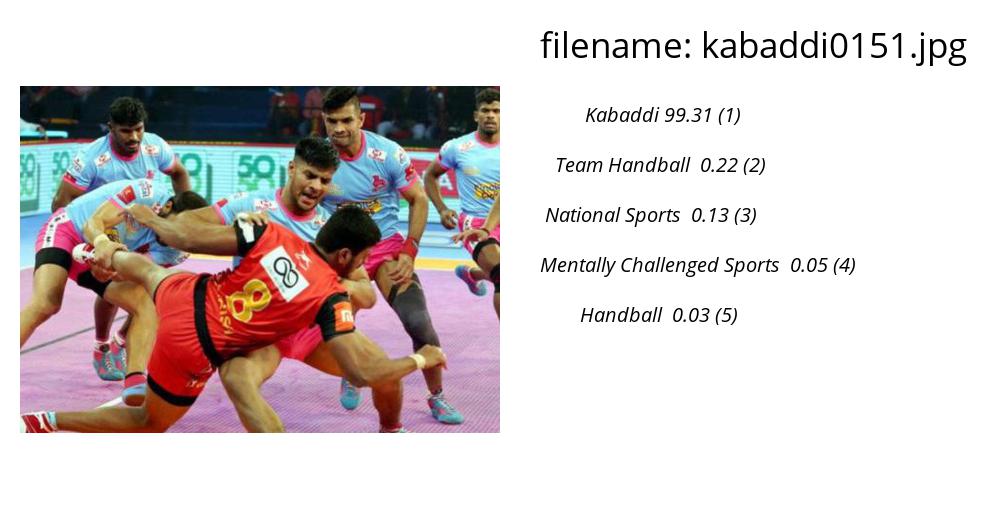 filename: kabaddi0151.jpg
Kabaddi 99.31 (1)
Team Handball 0.22 (2)
National Sports 0.13 (3)
Mentally Challenged Sports 0.05 (4)
Handball 0.03 (5)
8